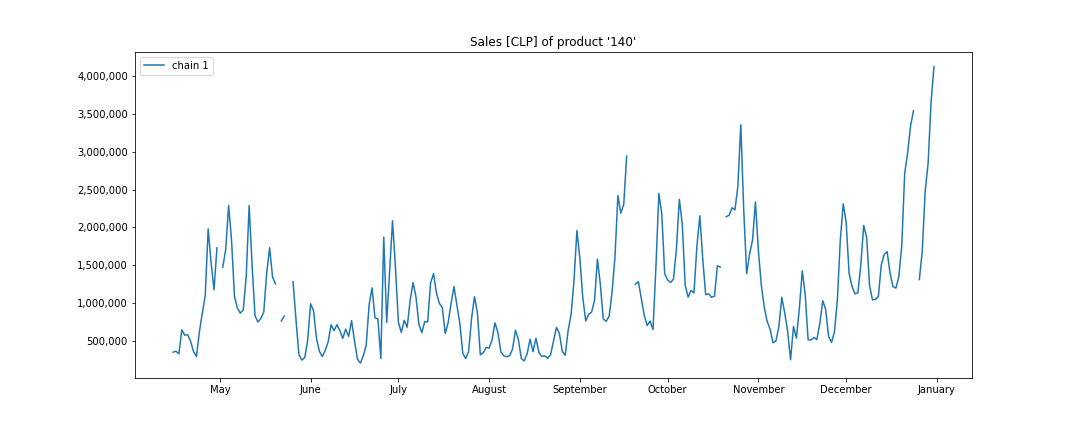 Sales [CLP] of product '140'
chain 1
4,000,000
3,500,000
3,000,000
2,500,000
2,000,000
1,500,000
1,000,000
500,000
May June July August September October November December January